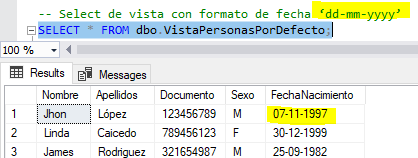 -- Select de vista con formato de fecha ‘dd-mm-yyyy’
SELECT * FROM dbo.VistaPersonasPorDefecto;
100 %
Results Messages
Nombre Apellidos Documento Sexo FechaNacimiento
1 Jhon López 123456789 M 07-11-1997
2 Linda Caicedo 789456123 F 30-12-1999
3 James Rodriguez 321654987 M 25-09-1982